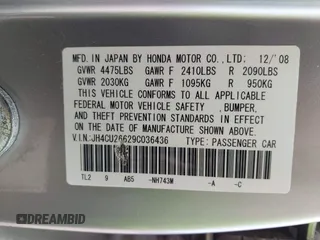 MFD. IN JAPAN BY HONDA MOTOR CO., LTD: 12/'08
GVWR 4475LBS GAWR F 2410LBS R 2090LBS
GVWR 2030KG GAWR F 1095KG R 950KG
THIS VEHICLE CONFORMS TO ALL APPLICABLE
FEDERAL MOTOR VEHICLE SAFETY , BUMPER,
AND THEFT PREVENTION STANDARDS IN EFFECT
ON THE DATE OF MANUFACTURE SHOWN ABOVE.
V.I.N: JH4CU26629C036436 TYPE: PASSENGER CAR
TL2 9 AB5 -NH743M -A -C
DREAMBID